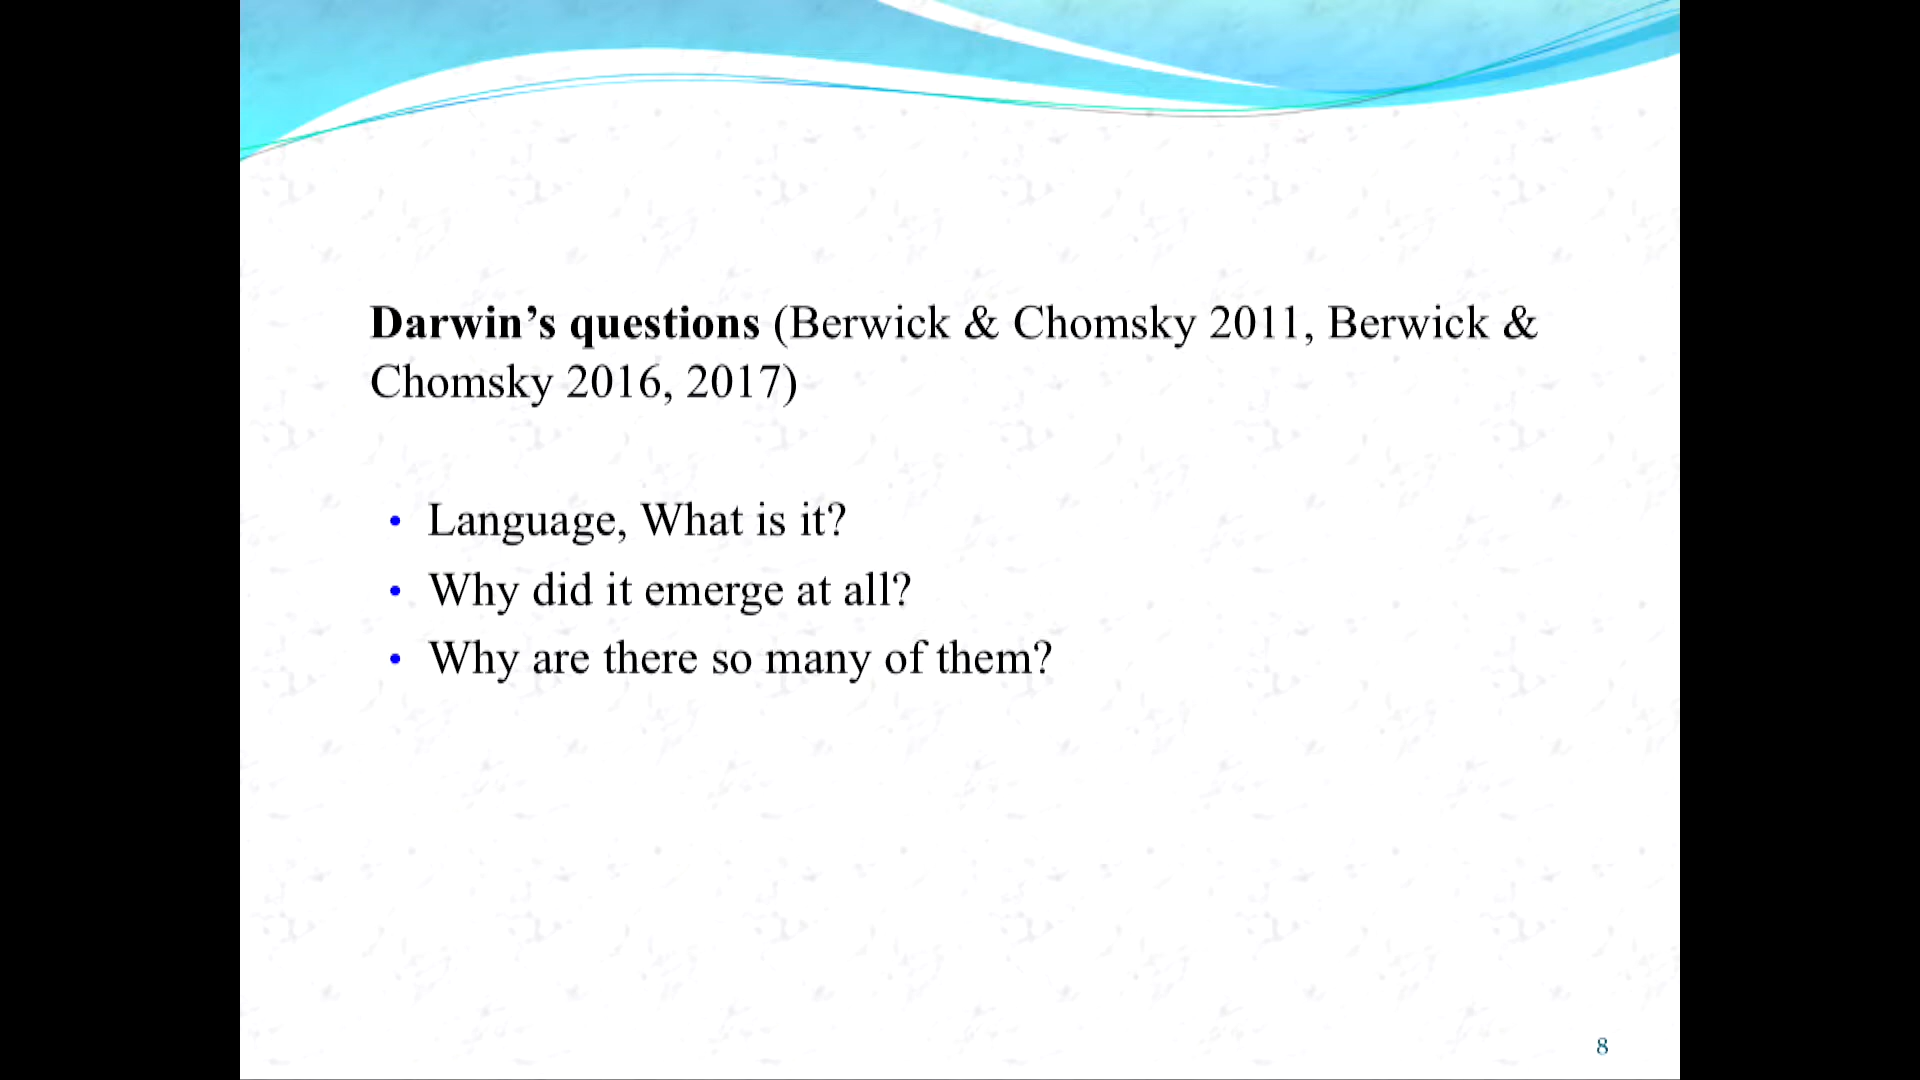 Darwin’s questions (Berwick & Chomsky 2011, Berwick &
Chomsky 2016, 2017)
• Language, What is it?
• Why did it emerge at all?
• Why are there so many of them?
8